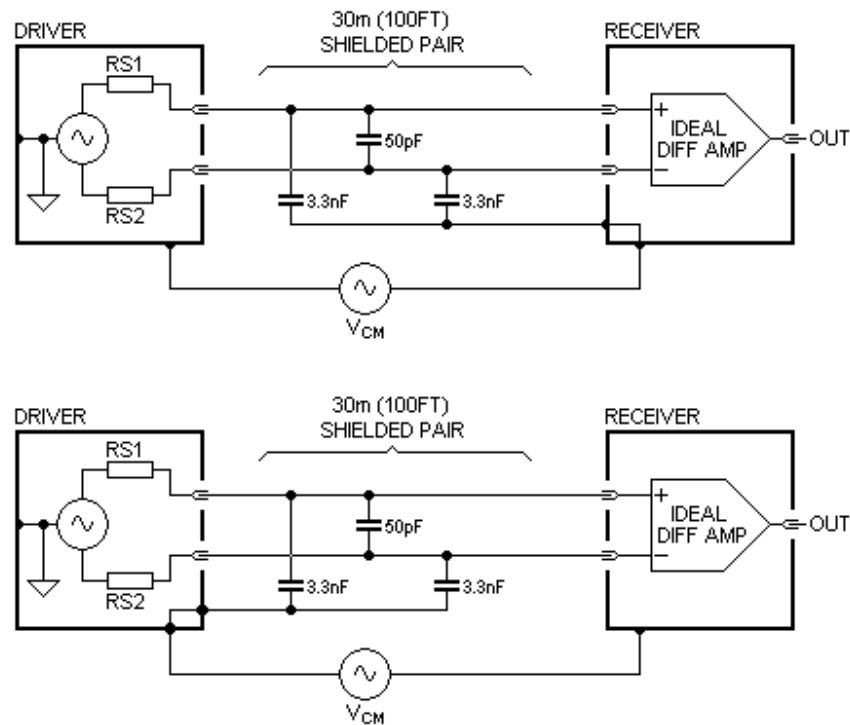 DRIVER
30m (100FT)
SHIELDED PAIR
RECEIVER
RS1
+
IDEAL
DIFF AMP
OUT
50pF
−
RS2
3.3nF
3.3nF
VCM
DRIVER
30m (100FT)
SHIELDED PAIR
RECEIVER
RS1
+
IDEAL
DIFF AMP
OUT
50pF
−
RS2
3.3nF
3.3nF
VCM